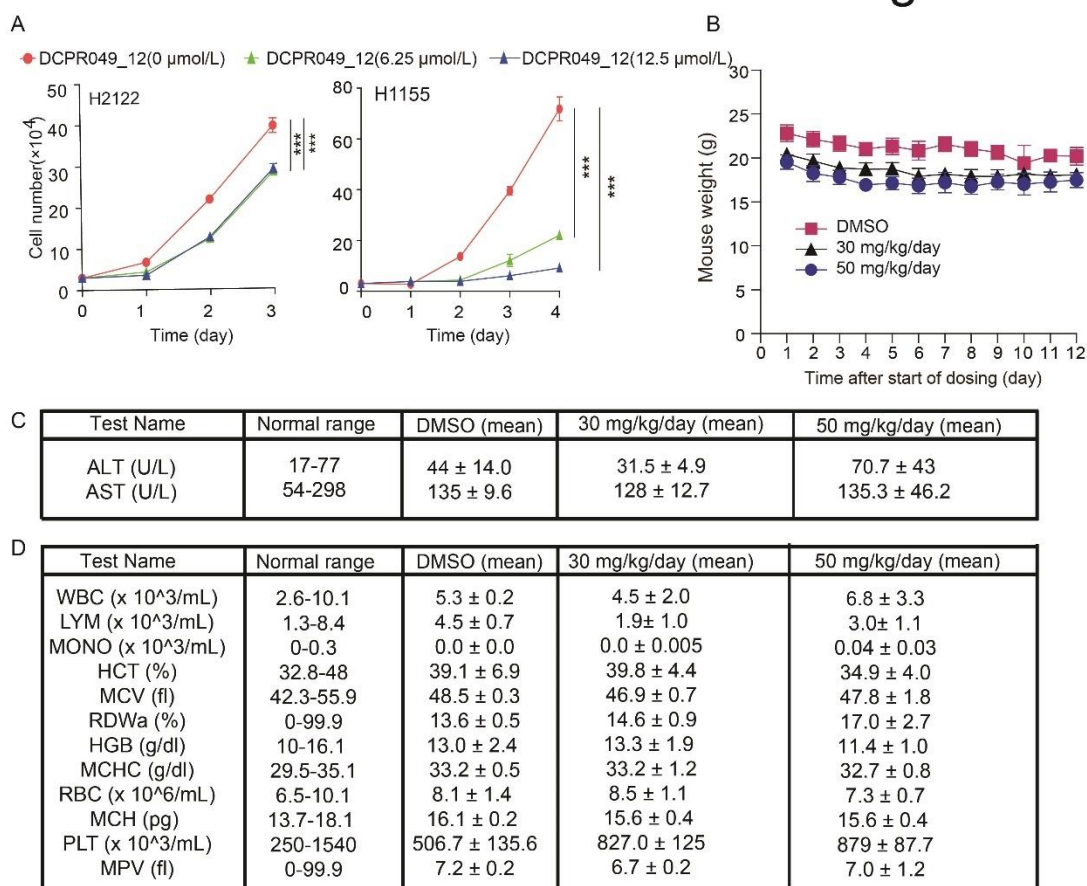 g
A
B
DCPR049_12(0 µmol/L) DCPR049_12(6.25 µmol/L) DCPR049_12(12.5 µmol/L)
H2122
Cell number(×10⁻⁴)
50
40
30
20
10
0
0 1 2 3
Time (day)
***
***
H1155
80
60
40
20
0
0 1 2 3 4
Time (day)
***
***
Mouse weight (g)
30
25
20
15
10
5
0
DMSO
30 mg/kg/day
50 mg/kg/day
0 1 2 3 4 5 6 7 8 9 10 11 12
Time after start of dosing (day)
C
Test Name Normal range DMSO (mean) 30 mg/kg/day (mean) 50 mg/kg/day (mean)
ALT (U/L) 17-77 44 ± 14.0 31.5 ± 4.9 70.7 ± 43
AST (U/L) 54-298 135 ± 9.6 128 ± 12.7 135.3 ± 46.2
D
Test Name Normal range DMSO (mean) 30 mg/kg/day (mean) 50 mg/kg/day (mean)
WBC (x 10^3/mL) 2.6-10.1 5.3 ± 0.2 4.5 ± 2.0 6.8 ± 3.3
LYM (x 10^3/mL) 1.3-8.4 4.5 ± 0.7 1.9± 1.0 3.0± 1.1
MONO (x 10^3/mL) 0-0.3 0.0 ± 0.0 0.0 ± 0.005 0.04 ± 0.03
HCT (%) 32.8-48 39.1 ± 6.9 39.8 ± 4.4 34.9 ± 4.0
MCV (fl) 42.3-55.9 48.5 ± 0.3 46.9 ± 0.7 47.8 ± 1.8
RDWa (%) 0-99.9 13.6 ± 0.5 14.6 ± 0.9 17.0 ± 2.7
HGB (g/dl) 10-16.1 13.0 ± 2.4 13.3 ± 1.9 11.4 ± 1.0
MCHC (g/dl) 29.5-35.1 33.2 ± 0.5 33.2 ± 1.2 32.7 ± 0.8
RBC (x 10^6/mL) 6.5-10.1 8.1 ± 1.4 8.5 ± 1.1 7.3 ± 0.7
MCH (pg) 13.7-18.1 16.1 ± 0.2 15.6 ± 0.4 15.6 ± 0.4
PLT (x 10^3/mL) 250-1540 506.7 ± 135.6 827.0 ± 125 879 ± 87.7
MPV (fl) 0-99.9 7.2 ± 0.2 6.7 ± 0.2 7.0 ± 1.2